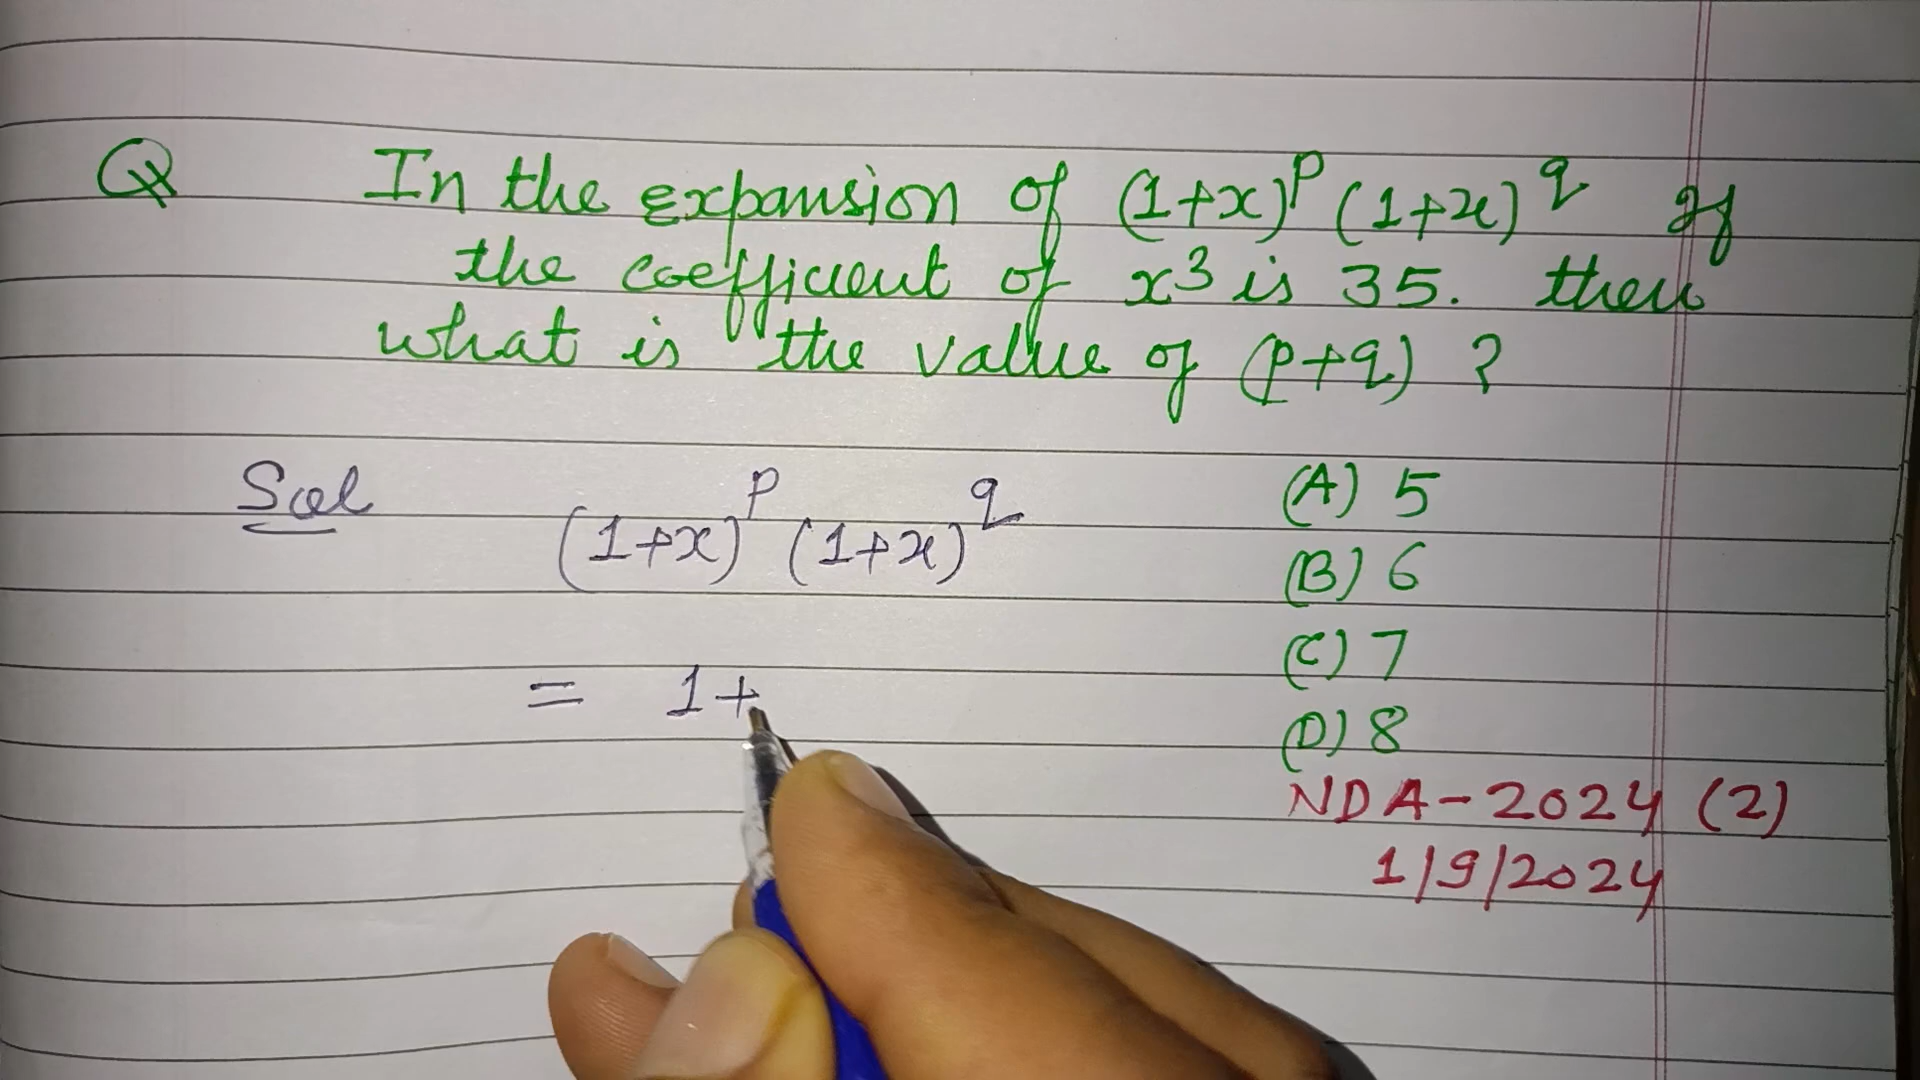 Q In the expansion of (1+x)^p (1+x)^q If
the coefficient of x³ is 35. then
what is the value of (p+q) ?
Sol (1+x)^p (1+x)^q
= 1+
(A) 5
(B) 6
(C) 7
(D) 8
NDA-2024 (2)
1/9/2024